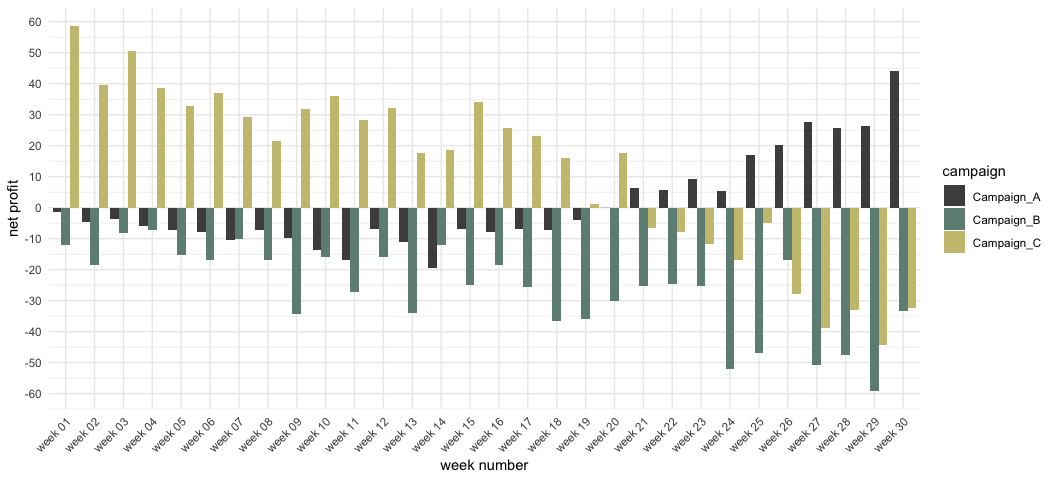 60
50
40
30
20
10
0
-10
-20
-30
-40
-50
-60
net profit
week 01
week 02
week 03
week 04
week 05
week 06
week 07
week 08
week 09
week 10
week 11
week 12
week 13
week 14
week 15
week 16
week 17
week 18
week 19
week 20
week 21
week 22
week 23
week 24
week 25
week 26
week 27
week 28
week 29
week 30
week number
campaign
Campaign_A
Campaign_B
Campaign_C